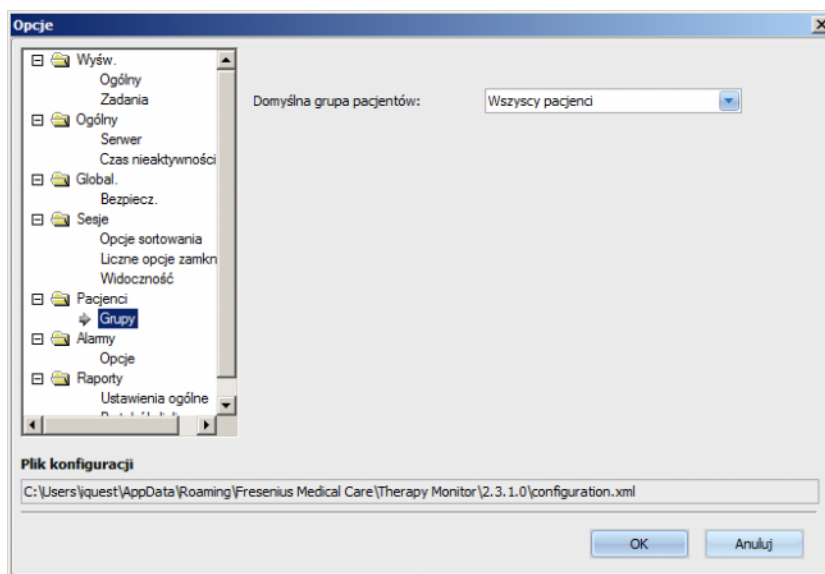 Opcje
Wyśw.
Ogólny
Zadania
Ogólny
Serwer
Czas nieaktywności
Global.
Bezpiecz.
Sesje
Opcje sortowania
Liczne opcje zamkn
Widoczność
Pacjenci
Grupy
Alarmy
Opcje
Raporty
Ustawienia ogólne
Domyślna grupa pacjentów: Wszyscy pacjenci
Plik konfiguracji
C:\Users\iquest\AppData\Roaming\Fresenius Medical Care\Therapy Monitor\2.3.1.0\configuration.xml
OK Anuluj